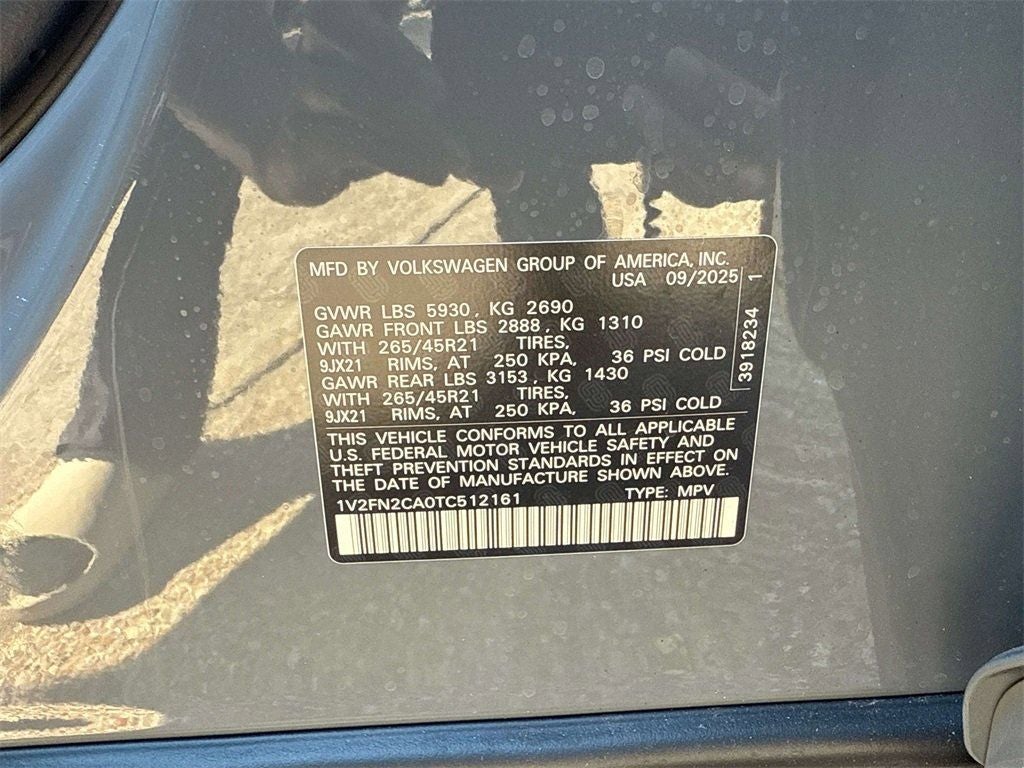 MFD BY VOLKSWAGEN GROUP OF AMERICA, INC.
USA 09/2025
GVWR LBS 5930, KG 2690
GAWR FRONT LBS 2888, KG 1310
WITH 265/45R21 TIRES,
9JX21 RIMS, AT 250 KPA, 36 PSI COLD
GAWR REAR LBS 3153, KG 1430
WITH 265/45R21 TIRES,
9JX21 RIMS, AT 250 KPA, 36 PSI COLD
3918234 1
THIS VEHICLE CONFORMS TO ALL APPLICABLE
U.S. FEDERAL MOTOR VEHICLE SAFETY AND
THEFT PREVENTION STANDARDS IN EFFECT ON
THE DATE OF MANUFACTURE SHOWN ABOVE.
1V2FN2CA0TC512161 TYPE: MPV